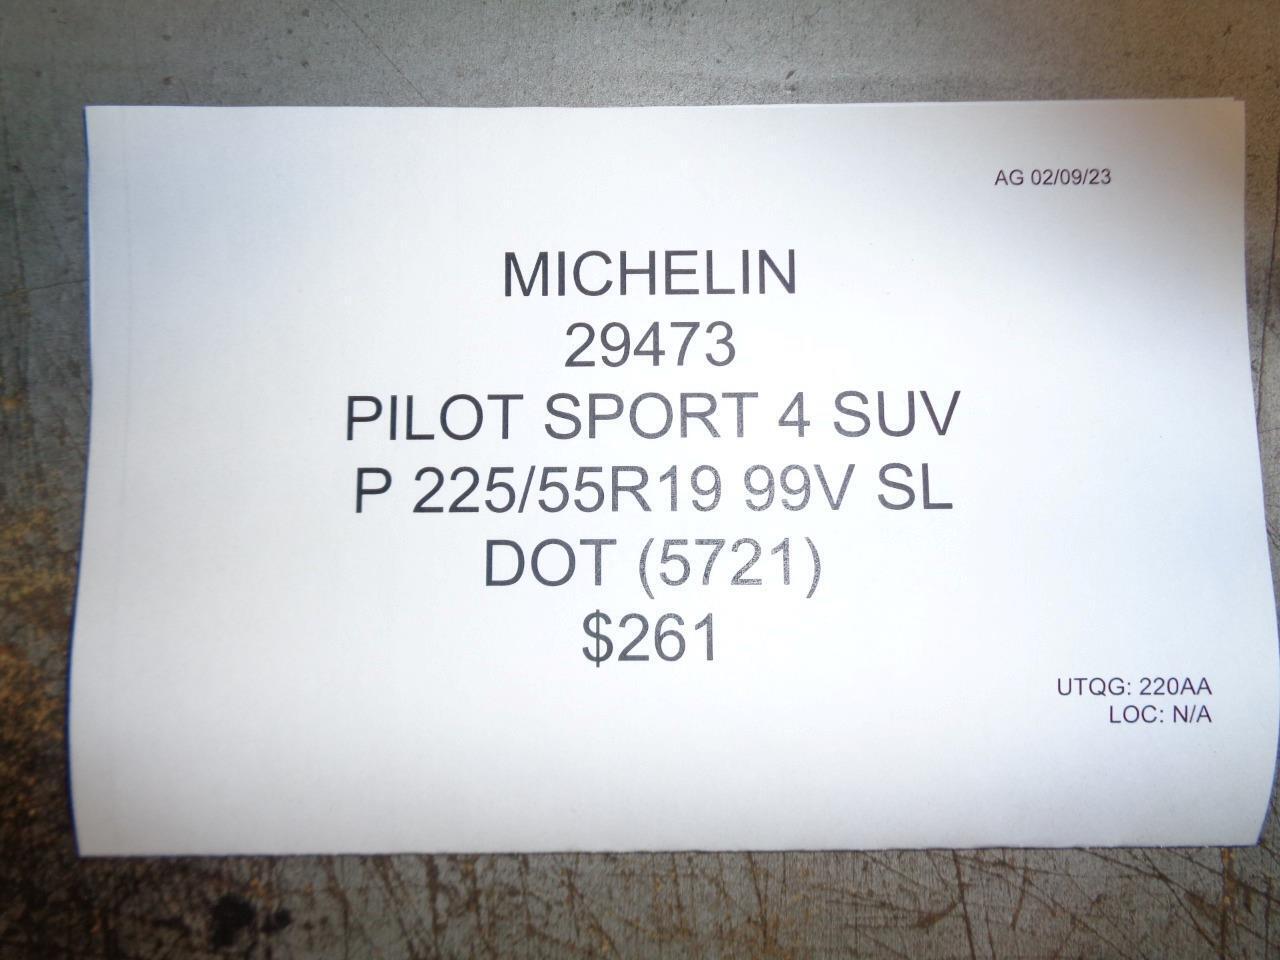 AG 02/09/23
MICHELIN
29473
PILOT SPORT 4 SUV
P 225/55R19 99V SL
DOT (5721)
$261
UTQG: 220AA
LOC: N/A